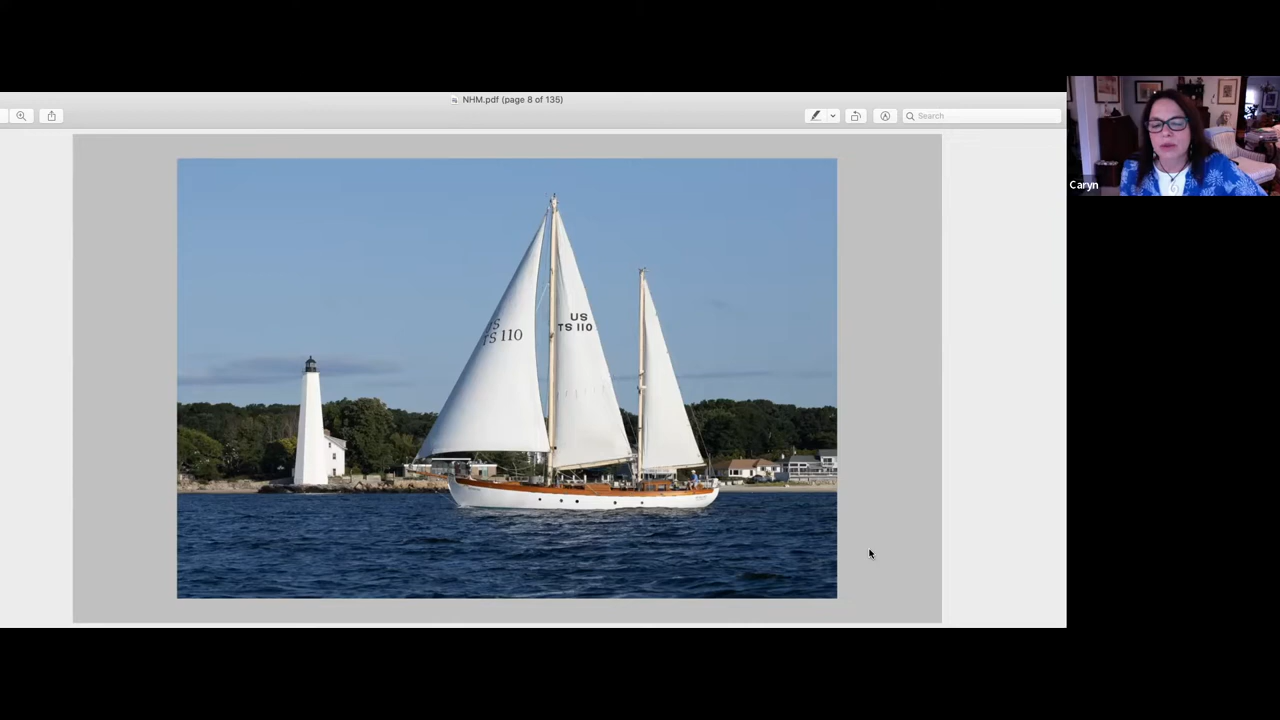 NHM.pdf (page 8 of 135)
Search
Caryn
US
TS 110
US
TS 110